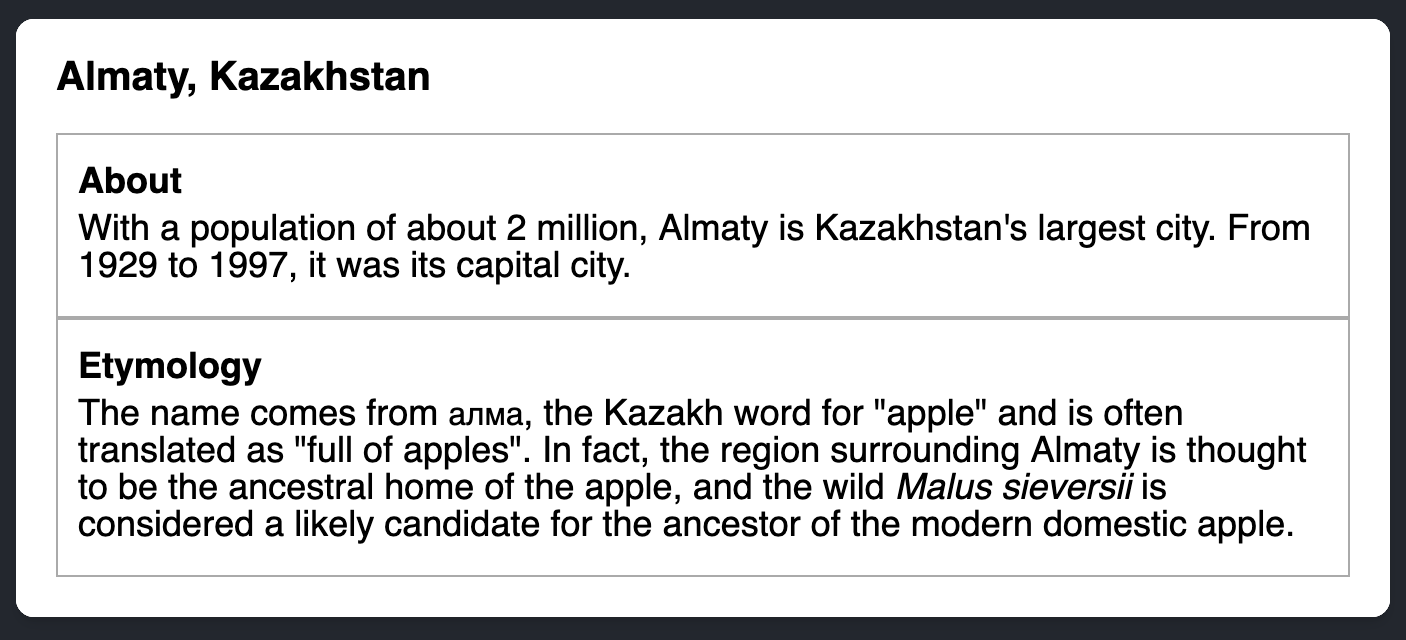 Almaty, Kazakhstan
About
With a population of about 2 million, Almaty is Kazakhstan's largest city. From
1929 to 1997, it was its capital city.
Etymology
The name comes from алма, the Kazakh word for "apple" and is often
translated as "full of apples". In fact, the region surrounding Almaty is thought
to be the ancestral home of the apple, and the wild Malus sieversii is
considered a likely candidate for the ancestor of the modern domestic apple.